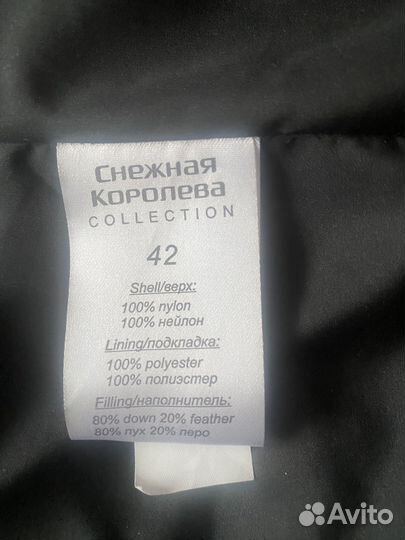 Снежная
Королева
COLLECTION
42
Shell/верх:
100% nylon
100% нейлон
Lining/подкладка:
100% polyester
100% полиэстер
Filling/наполнитель:
80% down 20% feather
80% пух 20% перо
Avito